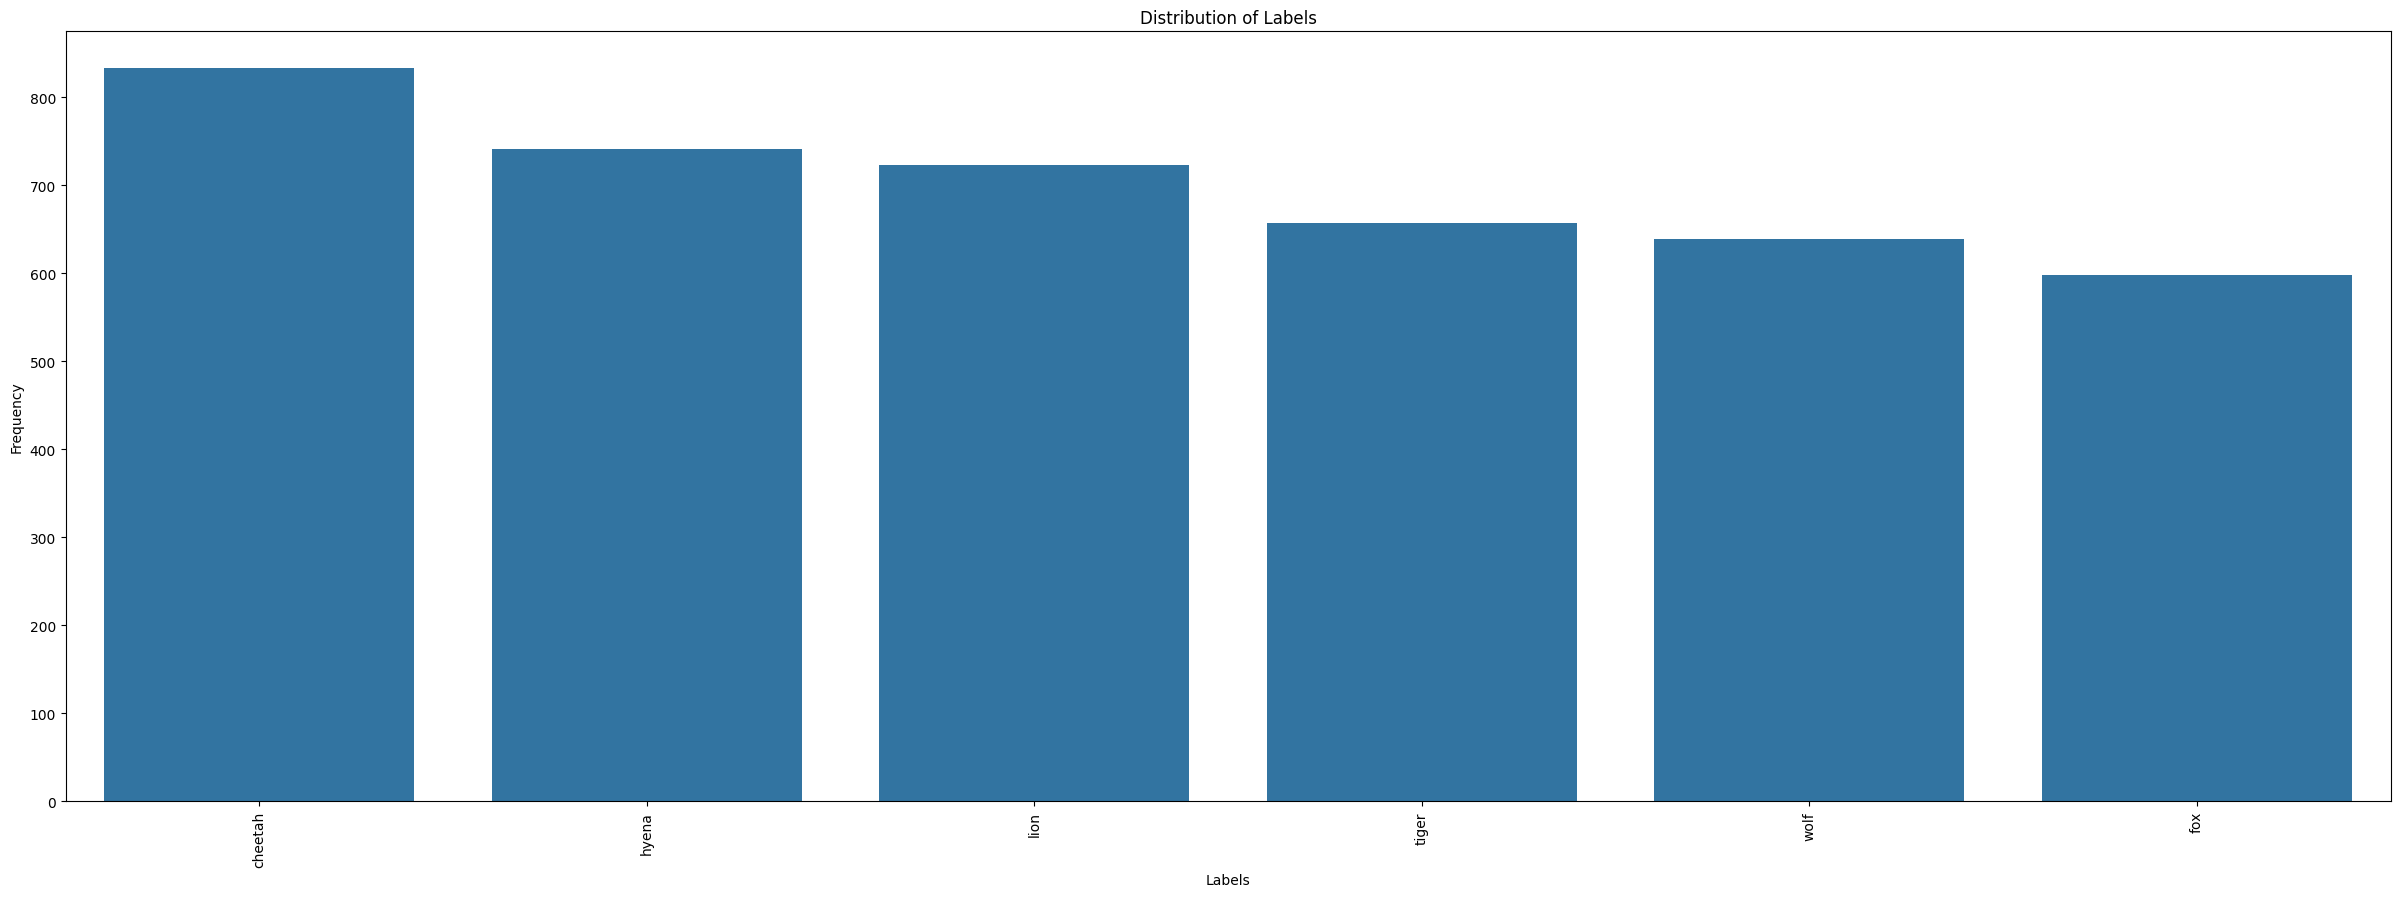 Distribution of Labels
800
700
600
500
400
300
200
100
0
Frequency
cheetah
hyena
lion
tiger
wolf
fox
Labels